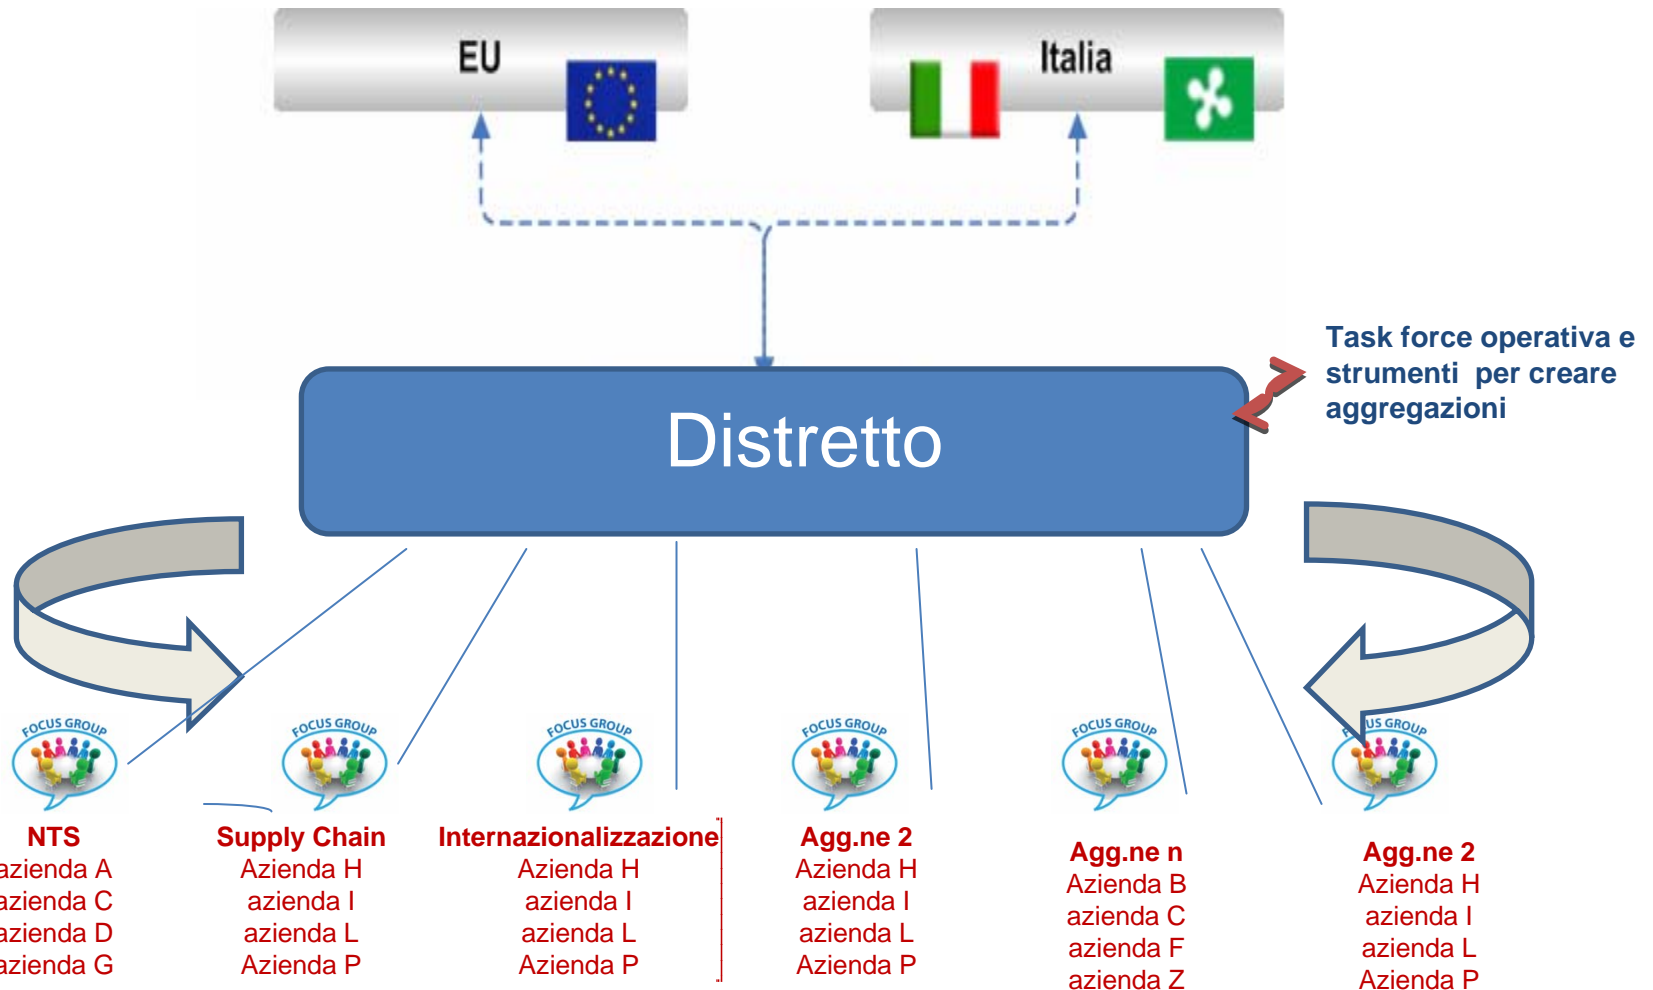 EU
Italia
Task force operativa e
strumenti per creare
aggregazioni
Distretto
FOCUS GROUP
FOCUS GROUP
FOCUS GROUP
FOCUS GROUP
FOCUS GROUP
US GROUP
NTS
azienda A
azienda C
azienda D
azienda G
Supply Chain
Azienda H
azienda I
azienda L
Azienda P
Internazionalizzazione
Azienda H
azienda I
azienda L
Azienda P
Agg.ne 2
Azienda H
azienda I
azienda L
Azienda P
Agg.ne n
Azienda B
azienda C
azienda F
azienda Z
Agg.ne 2
Azienda H
azienda I
azienda L
Azienda P